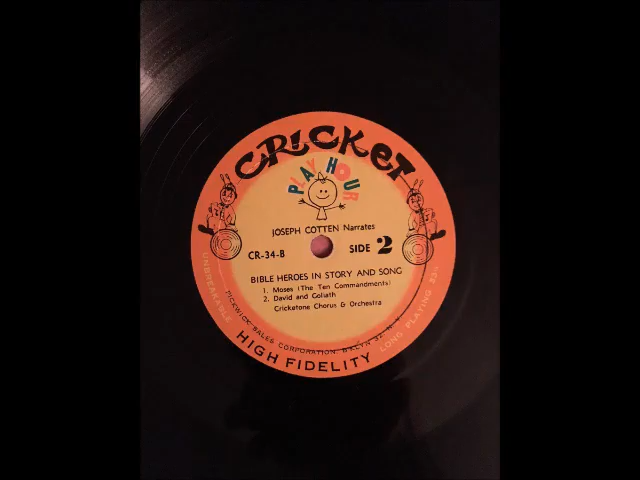 CRICKET
PLAY HOUR
JOSEPH COTTEN Narrates
CR-34-B
SIDE 2
BIBLE HEROES IN STORY AND SONG
1. Moses (The Ten Commandments)
2. David and Goliath
Cricketone Chorus & Orchestra
UNBREAKABLE
HIGH FIDELITY
LONG PLAYING 33⅓
PICKWICK SALES CORPORATION, BKLYN 32, N.Y.